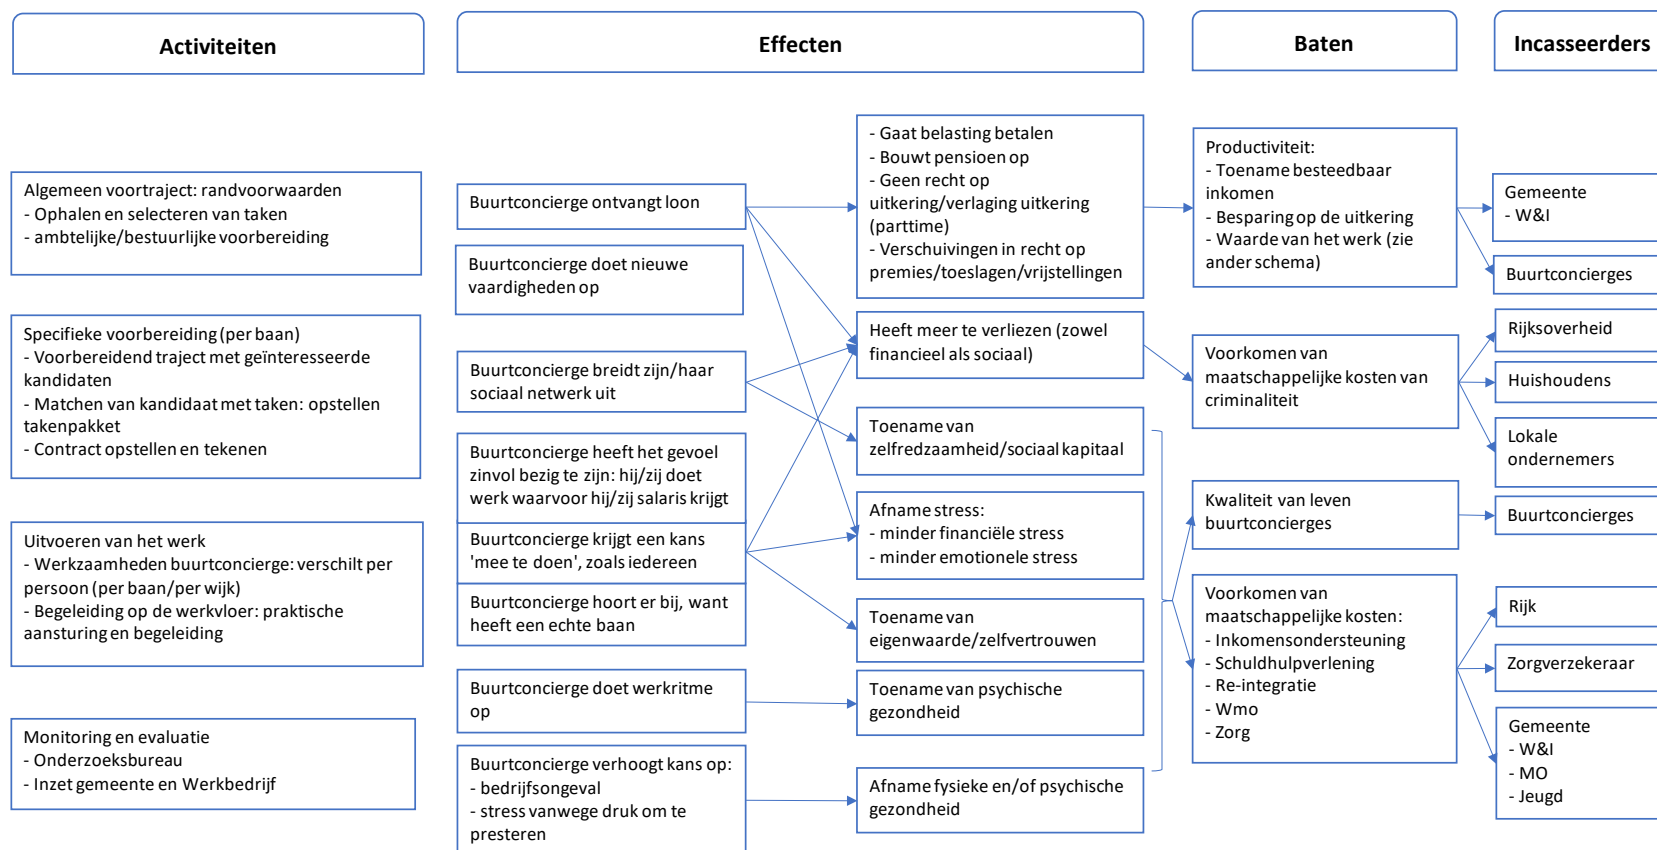 Activiteiten
Effecten
Baten
Incasseerders
Algemeen voortraject: randvoorwaarden
- Ophalen en selecteren van taken
- ambtelijke/bestuurlijke voorbereiding
Specifieke voorbereiding (per baan)
- Voorbereidend traject met geïnteresseerde
kandidaten
- Matchen van kandidaat met taken: opstellen
takenpakket
- Contract opstellen en tekenen
Uitvoeren van het werk
- Werkzaamheden buurtconcierge: verschilt per
persoon (per baan/per wijk)
- Begeleiding op de werkvloer: praktische
aansturing en begeleiding
Monitoring en evaluatie
- Onderzoeksbureau
- Inzet gemeente en Werkbedrijf
Buurtconcierge ontvangt loon
Buurtconcierge doet nieuwe
vaardigheden op
Buurtconcierge breidt zijn/haar
sociaal netwerk uit
Buurtconcierge heeft het gevoel
zinvol bezig te zijn: hij/zij doet
werk waarvoor hij/zij salaris krijgt
Buurtconcierge krijgt een kans
'mee te doen', zoals iedereen
Buurtconcierge hoort er bij, want
heeft een echte baan
Buurtconcierge doet werkritme
op
Buurtconcierge verhoogt kans op:
- bedrijfsongeval
- stress vanwege druk om te
presteren
- Gaat belasting betalen
- Bouwt pensioen op
- Geen recht op
uitkering/verlaging uitkering
(parttime)
- Verschuivingen in recht op
premies/toeslagen/vrijstellingen
Heeft meer te verliezen (zowel
financieel als sociaal)
Toename van
zelfredzaamheid/sociaal kapitaal
Afname stress:
- minder financiële stress
- minder emotionele stress
Toename van
eigenwaarde/zelfvertrouwen
Toename van psychische
gezondheid
Afname fysieke en/of psychische
gezondheid
Productiviteit:
- Toename besteedbaar
inkomen
- Besparing op de uitkering
- Waarde van het werk (zie
ander schema)
Voorkomen van
maatschappelijke kosten van
criminaliteit
Kwaliteit van leven
buurtconcierges
Voorkomen van
maatschappelijke kosten:
- Inkomensondersteuning
- Schuldhulpverlening
- Re-integratie
- Wmo
- Zorg
Gemeente
- W&I
Buurtconcierges
Rijksoverheid
Huishoudens
Lokale
ondernemers
Buurtconcierges
Rijk
Zorgverzekeraar
Gemeente
- W&I
- MO
- Jeugd